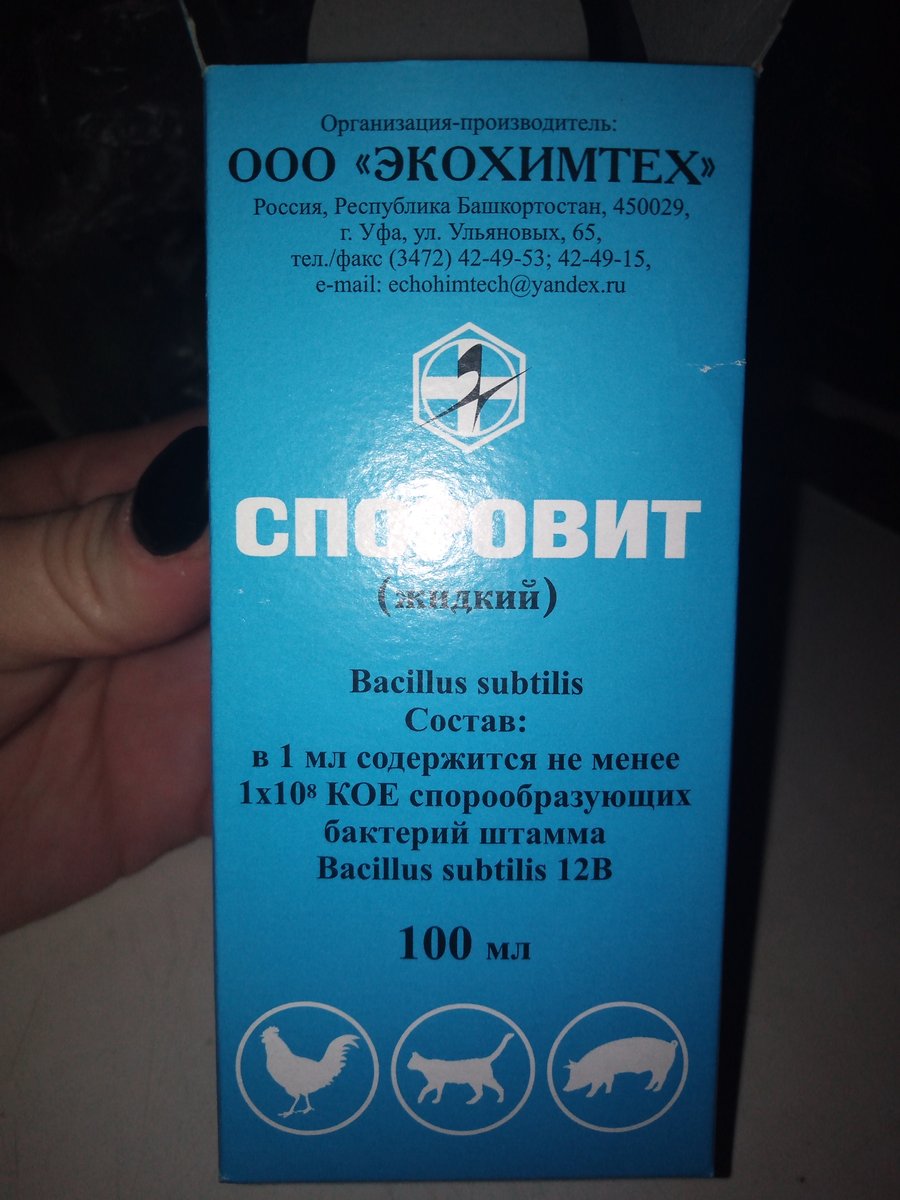 Организация-производитель:
ООО «ЭКОХИМТЕХ»
Россия, Республика Башкортостан, 450029,
г. Уфа, ул. Ульяновых, 65,
тел./факс (3472) 42-49-53; 42-49-15,
e-mail: echohimtech@yandex.ru
СПОРОВИТ
(жидкий)
Bacillus subtilis
Состав:
в 1 мл содержится не менее
1х10⁸ КОЕ спорообразующих
бактерий штамма
Bacillus subtilis 12В
100 мл